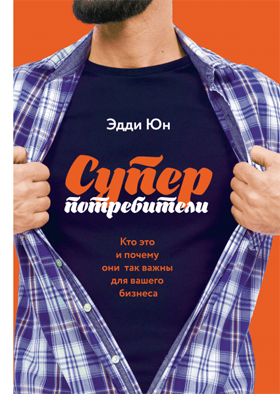 Эдди Юн
Супер
потребители
Кто это
и почему
они так важны
для вашего
бизнеса